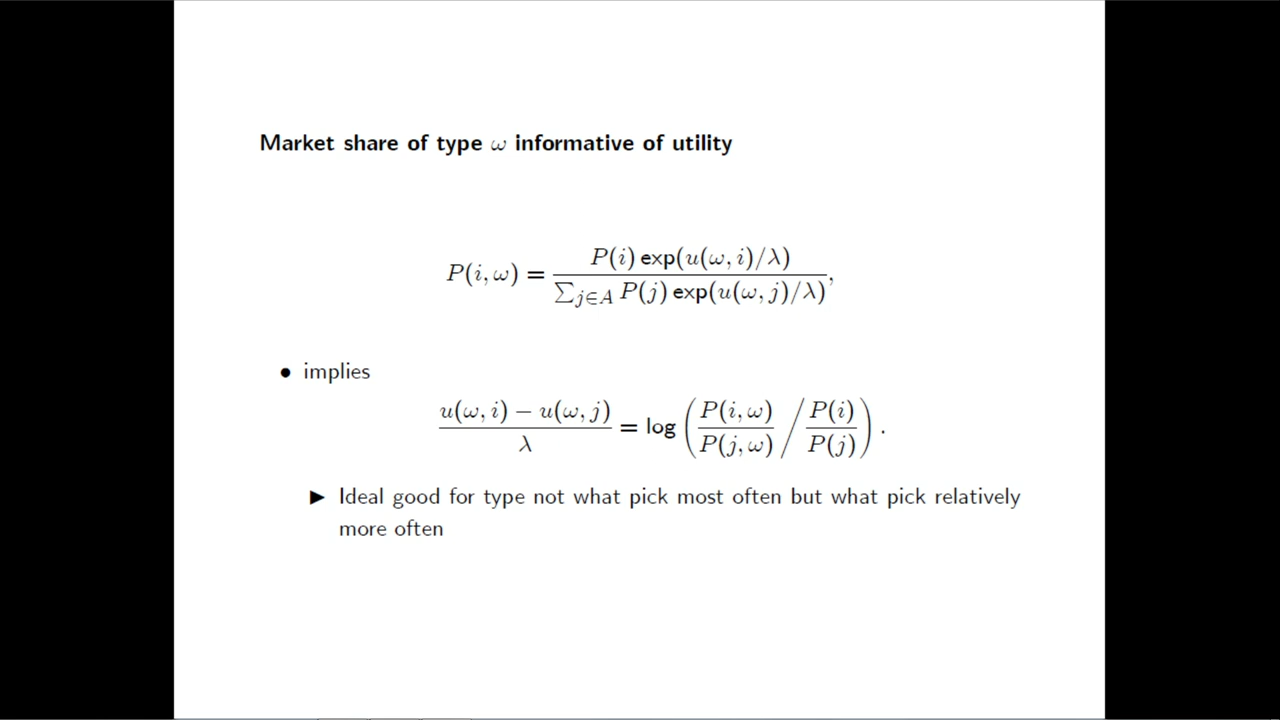 Market share of type ω informative of utility
P(i, ω) = P(i) exp(u(ω, i)/λ) / ∑j∈A P(j) exp(u(ω, j)/λ) ,
• implies
u(ω, i) − u(ω, j) / λ = log ( P(i, ω) / P(j, ω) / P(i) / P(j) ) .
▶ Ideal good for type not what pick most often but what pick relatively
more often